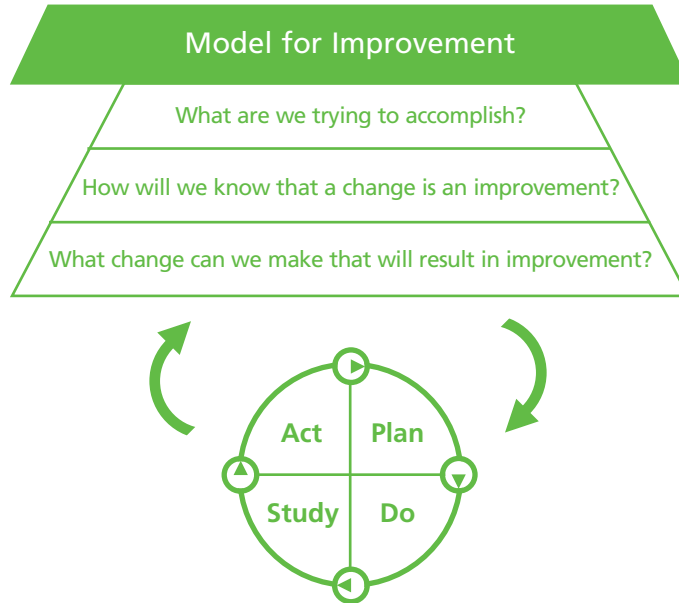 Model for Improvement
What are we trying to accomplish?
How will we know that a change is an improvement?
What change can we make that will result in improvement?
Act
Plan
Study
Do